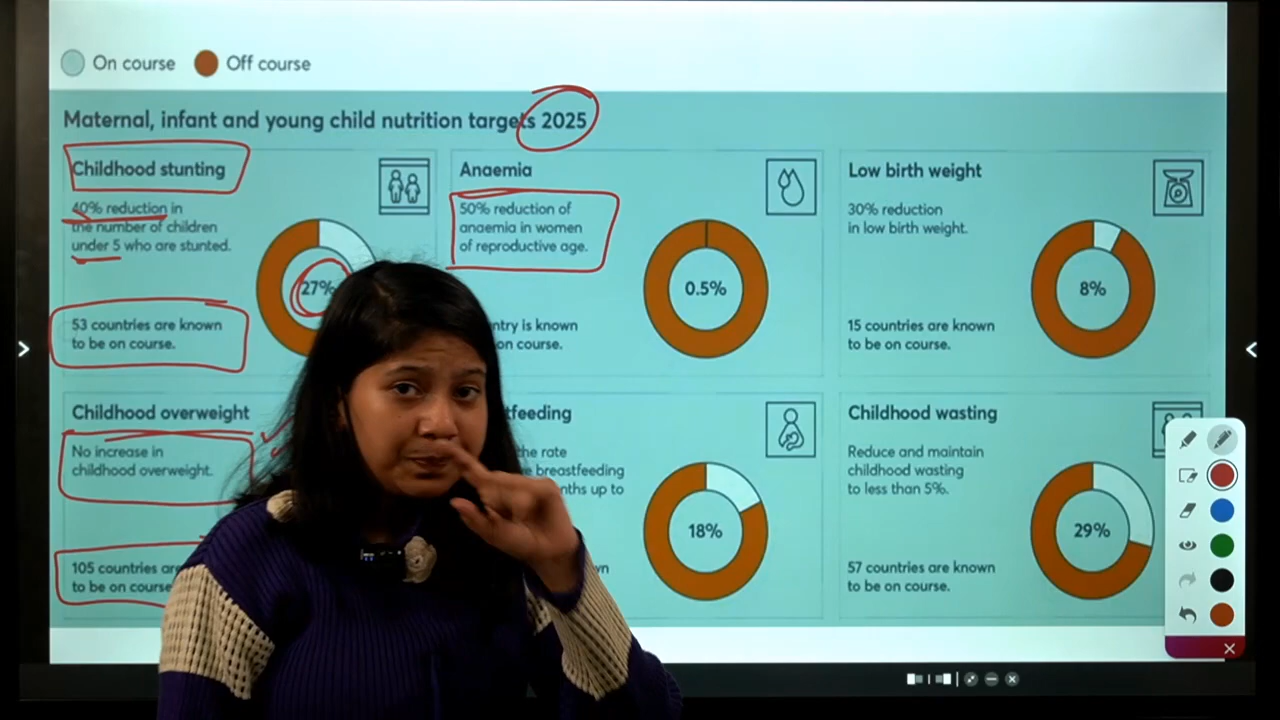 On course
Off course
Maternal, infant and young child nutrition targets 2025
Childhood stunting
40% reduction in
the number of children
under 5 who are stunted.
27%
53 countries are known
to be on course.
Anaemia
50% reduction of
anaemia in women
of reproductive age.
0.5%
is known
on course.
Low birth weight
30% reduction
in low birth weight.
8%
15 countries are known
to be on course.
Childhood overweight
No increase in
childhood overweight.
105 countries
to be on course
the rate
breastfeeding
up to
18%
Childhood wasting
Reduce and maintain
childhood wasting
to less than 5%.
29%
57 countries are known
to be on course.